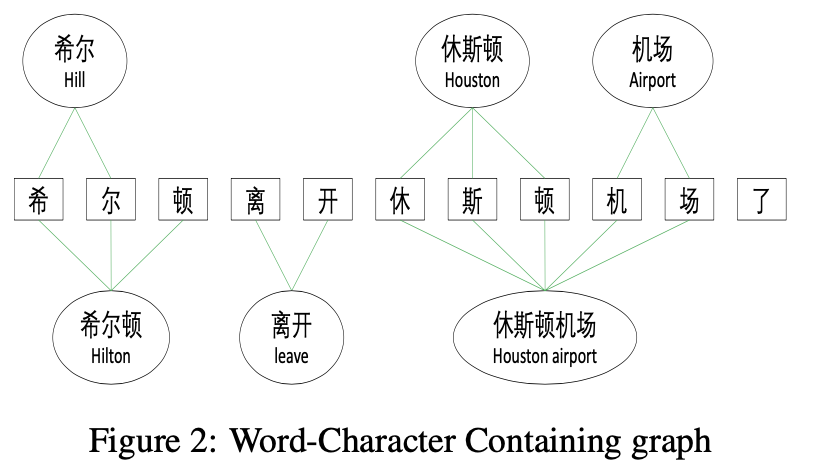 希尔
Hill
休斯顿
Houston
机场
Airport
希 尔 顿 离 开 休 斯 顿 机 场 了
希尔顿
Hilton
离开
leave
休斯顿机场
Houston airport
Figure 2: Word-Character Containing graph